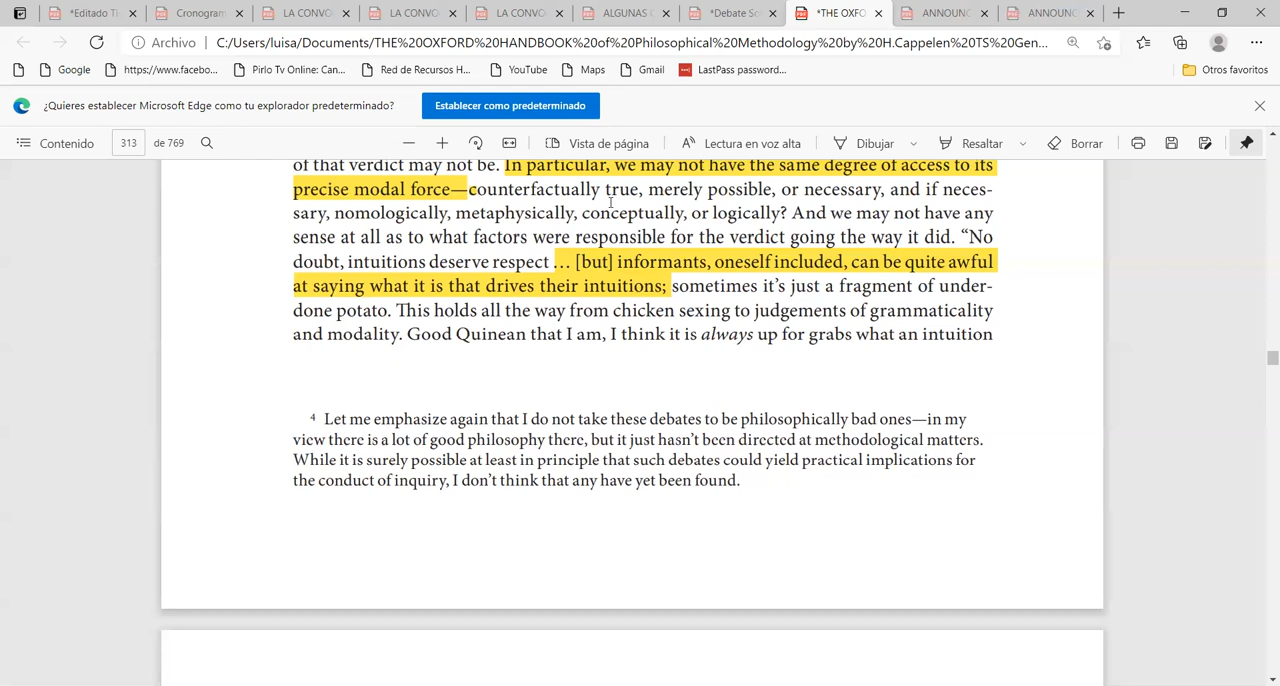 *Editado Ti
Cronogram
LA CONVO
LA CONVO
LA CONVO
ALGUNAS C
*Debate So
*THE OXFO
ANNOUNC
ANNOUNC
Archivo
C:/Users/luisa/Documents/THE%20OXFORD%20HANDBOOK%20of%20Philosophical%20Methodology%20by%20H.Cappelen%20TS%20Gen...
Google
https://www.facebo...
Pirlo Tv Online: Can...
Red de Recursos H...
YouTube
Maps
Gmail
LastPass password...
Otros favoritos
¿Quieres establecer Microsoft Edge como tu explorador predeterminado?
Establecer como predeterminado
Contenido
313
de 769
Vista de página
Lectura en voz alta
Dibujar
Resaltar
Borrar
of that verdict may not be. In particular, we may not have the same degree of access to its
precise modal force—counterfactually true, merely possible, or necessary, and if neces-
sary, nomologically, metaphysically, conceptually, or logically? And we may not have any
sense at all as to what factors were responsible for the verdict going the way it did. “No
doubt, intuitions deserve respect … [but] informants, oneself included, can be quite awful
at saying what it is that drives their intuitions; sometimes it’s just a fragment of under-
done potato. This holds all the way from chicken sexing to judgements of grammaticality
and modality. Good Quinean that I am, I think it is always up for grabs what an intuition
4 Let me emphasize again that I do not take these debates to be philosophically bad ones—in my
view there is a lot of good philosophy there, but it just hasn’t been directed at methodological matters.
While it is surely possible at least in principle that such debates could yield practical implications for
the conduct of inquiry, I don’t think that any have yet been found.